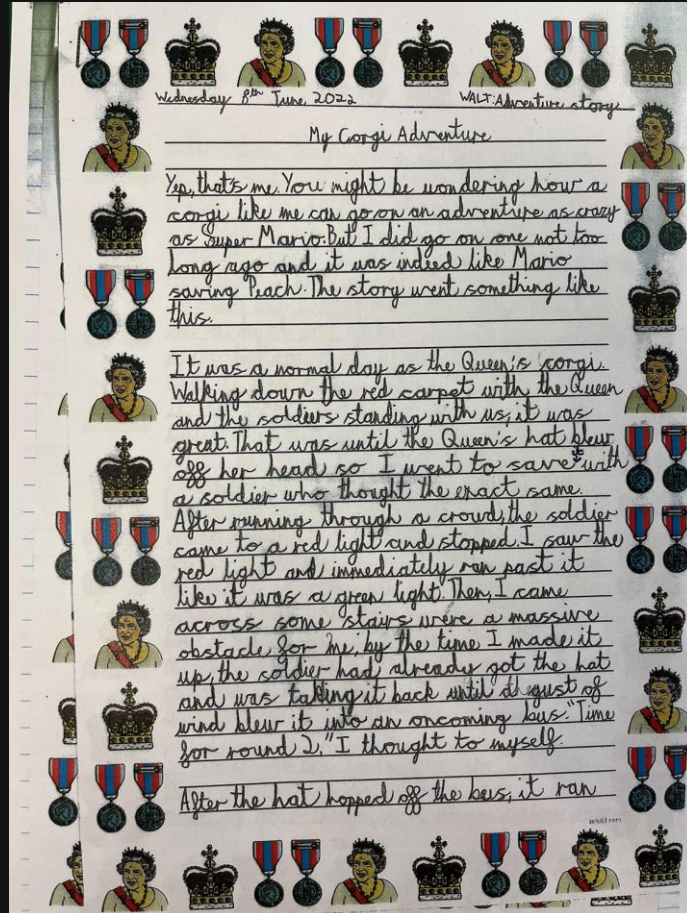 Wednesday 8th June 2022 WALT: Adventure story
My Corgi Adventure
Yep, that's me. You might be wondering how a
corgi like me can go on an adventure as crazy
as Super Mario. But I did go on one not too
long ago and it was indeed like Mario
saving Peach. The story went something like
this.
It was a normal day as the Queen's corgi.
Walking down the red carpet with the Queen
and the soldiers standing with us, it was
great. That was until the Queen's hat blew
off her head so I went to save it with
a soldier who thought the exact same.
After running through a crowd, the soldier
came to a red light and stopped. I saw the
red light and immediately ran past it
like it was a green light. Then, I came
across some stairs were a massive
obstacle for me, by the time I made it
up, the soldier had already got the hat
and was taking it back until a gust of
wind blew it into an oncoming bus. "Time
for round 2," I thought to myself.
After the hat hopped off the bus, it ran